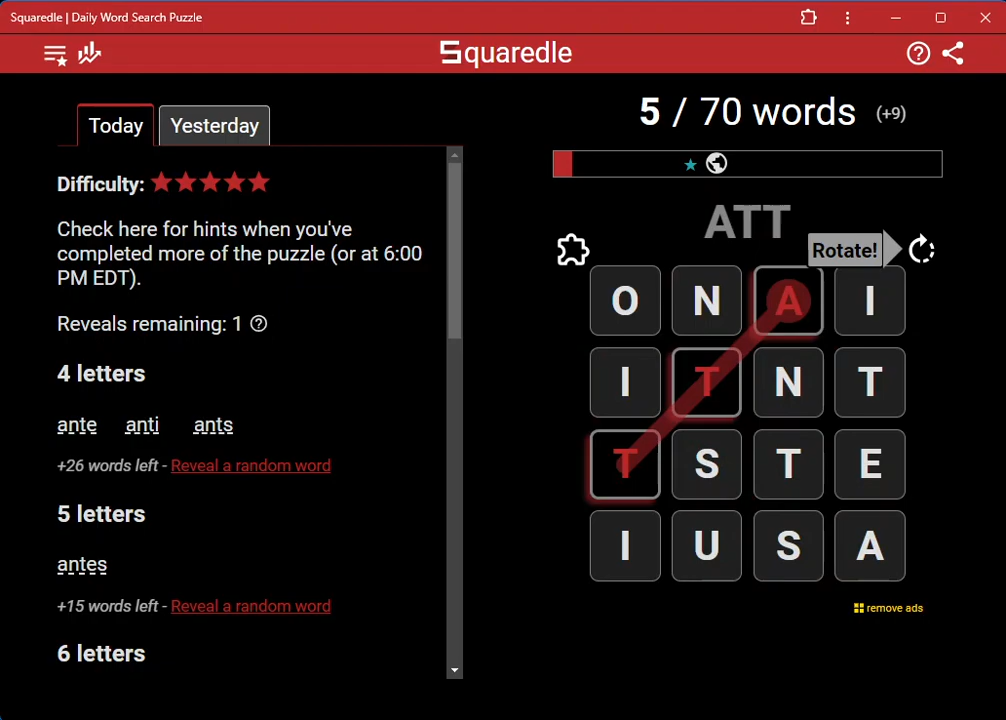 Squaredle | Daily Word Search Puzzle
Squaredle
Today Yesterday
5 / 70 words (+9)
Difficulty:
Check here for hints when you've
completed more of the puzzle (or at 6:00
PM EDT).
Reveals remaining: 1
4 letters
ante anti ants
+26 words left - Reveal a random word
5 letters
antes
+15 words left - Reveal a random word
6 letters
ATT
Rotate!
O N A I
I T N T
T S T E
I U S A
remove ads